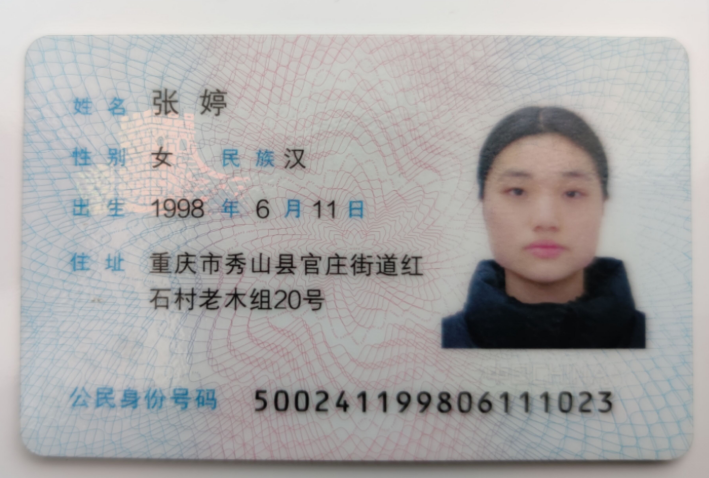 姓名 张婷
性别 女 民族 汉
出生 1998 年 6 月 11 日
住址 重庆市秀山县官庄街道红
石村老木组20号
公民身份号码 500241199806111023